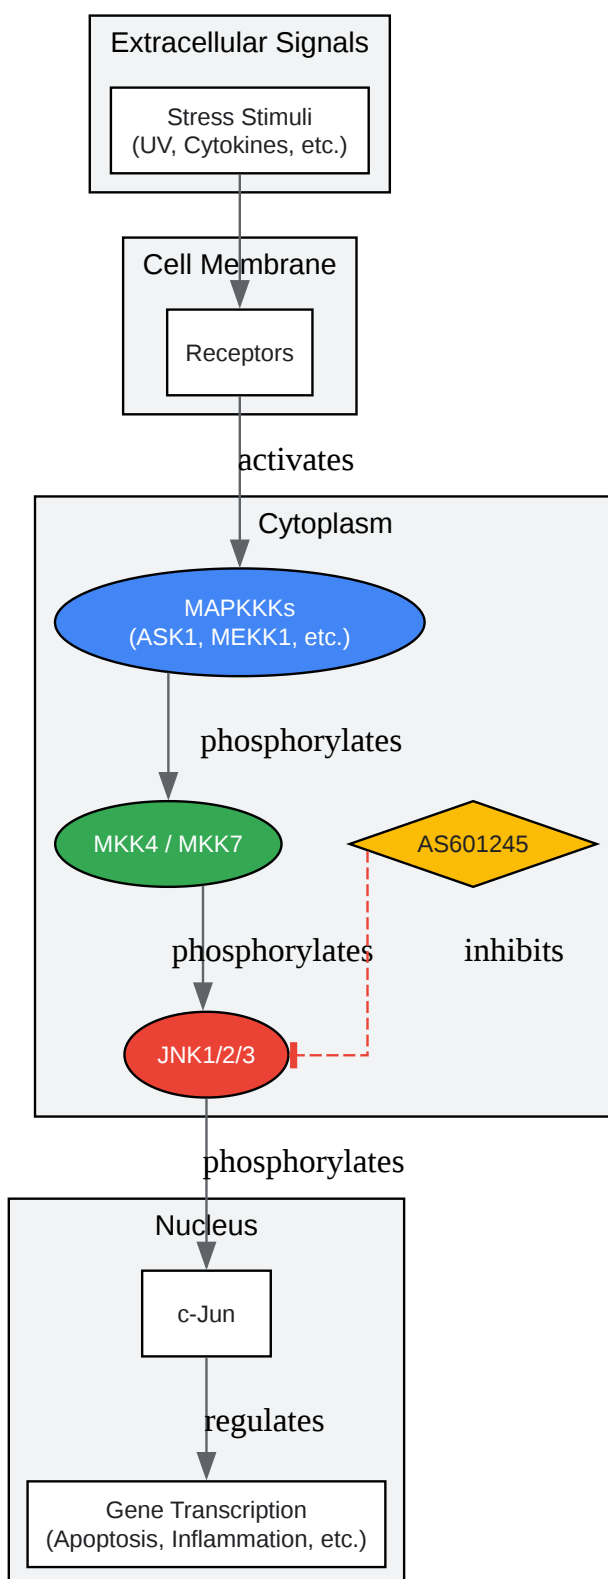 Extracellular Signals
Stress Stimuli
(UV, Cytokines, etc.)
Cell Membrane
Receptors
activates
Cytoplasm
MAPKKKs
(ASK1, MEKK1, etc.)
phosphorylates
MKK4 / MKK7
AS601245
phosphorylates
inhibits
JNK1/2/3
phosphorylates
Nucleus
c-Jun
regulates
Gene Transcription
(Apoptosis, Inflammation, etc.)